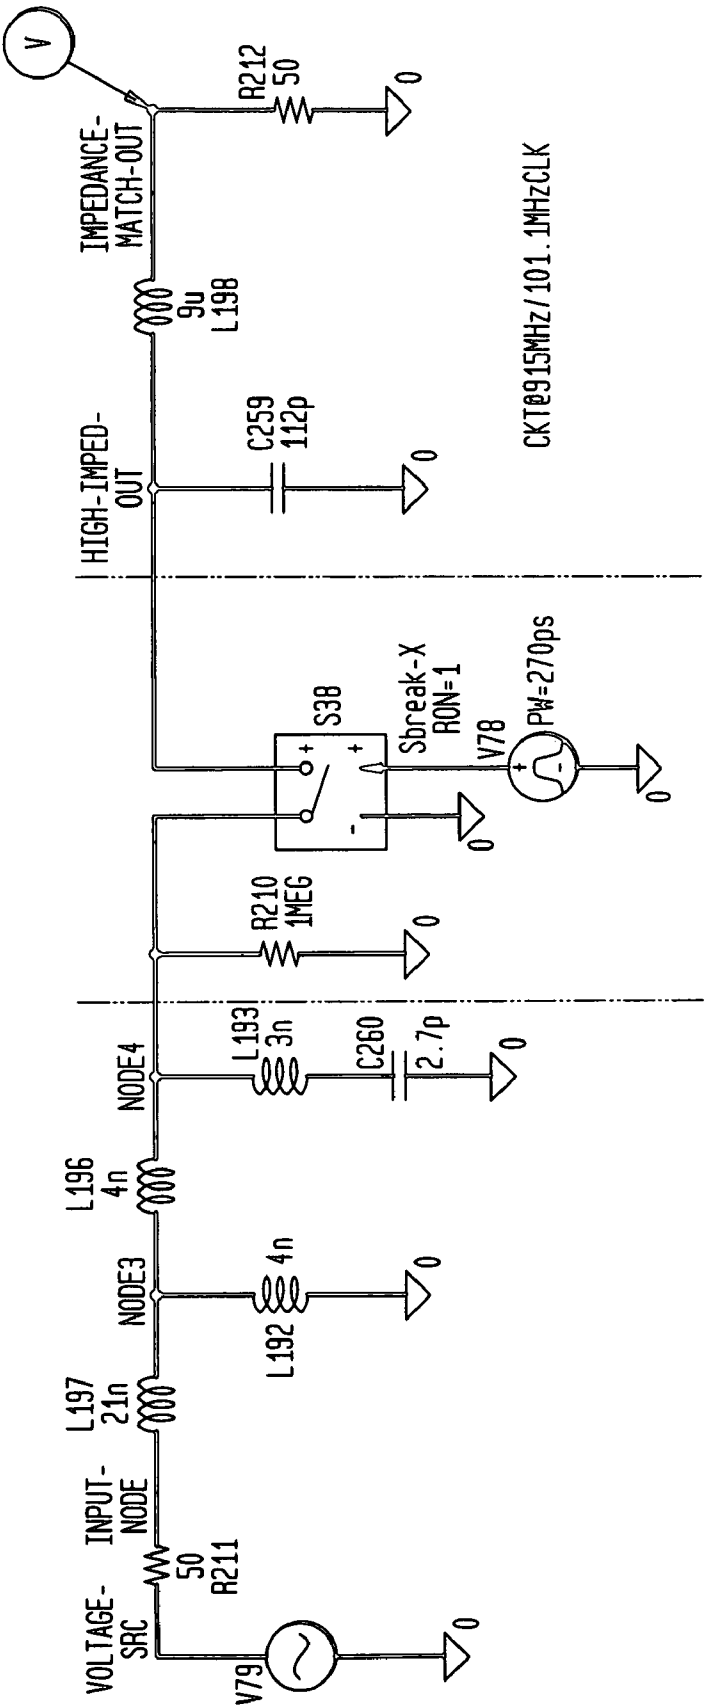 VOLTAGE-
SRC
V79
0
50
R211
INPUT-
NODE
L197
21n
NODE3
L192
4n
0
L196
4n
NODE4
L193
3n
C260
2.7p
0
R210
1MEG
0
S38
+
+
-
0
Sbreak-X
RON=1
V78
+
-
PW=270ps
0
HIGH-IMPED-
OUT
C259
112p
0
9u
L198
IMPEDANCE-
MATCH-OUT
V
R212
50
0
CKT@915MHz/101.1MHzCLK